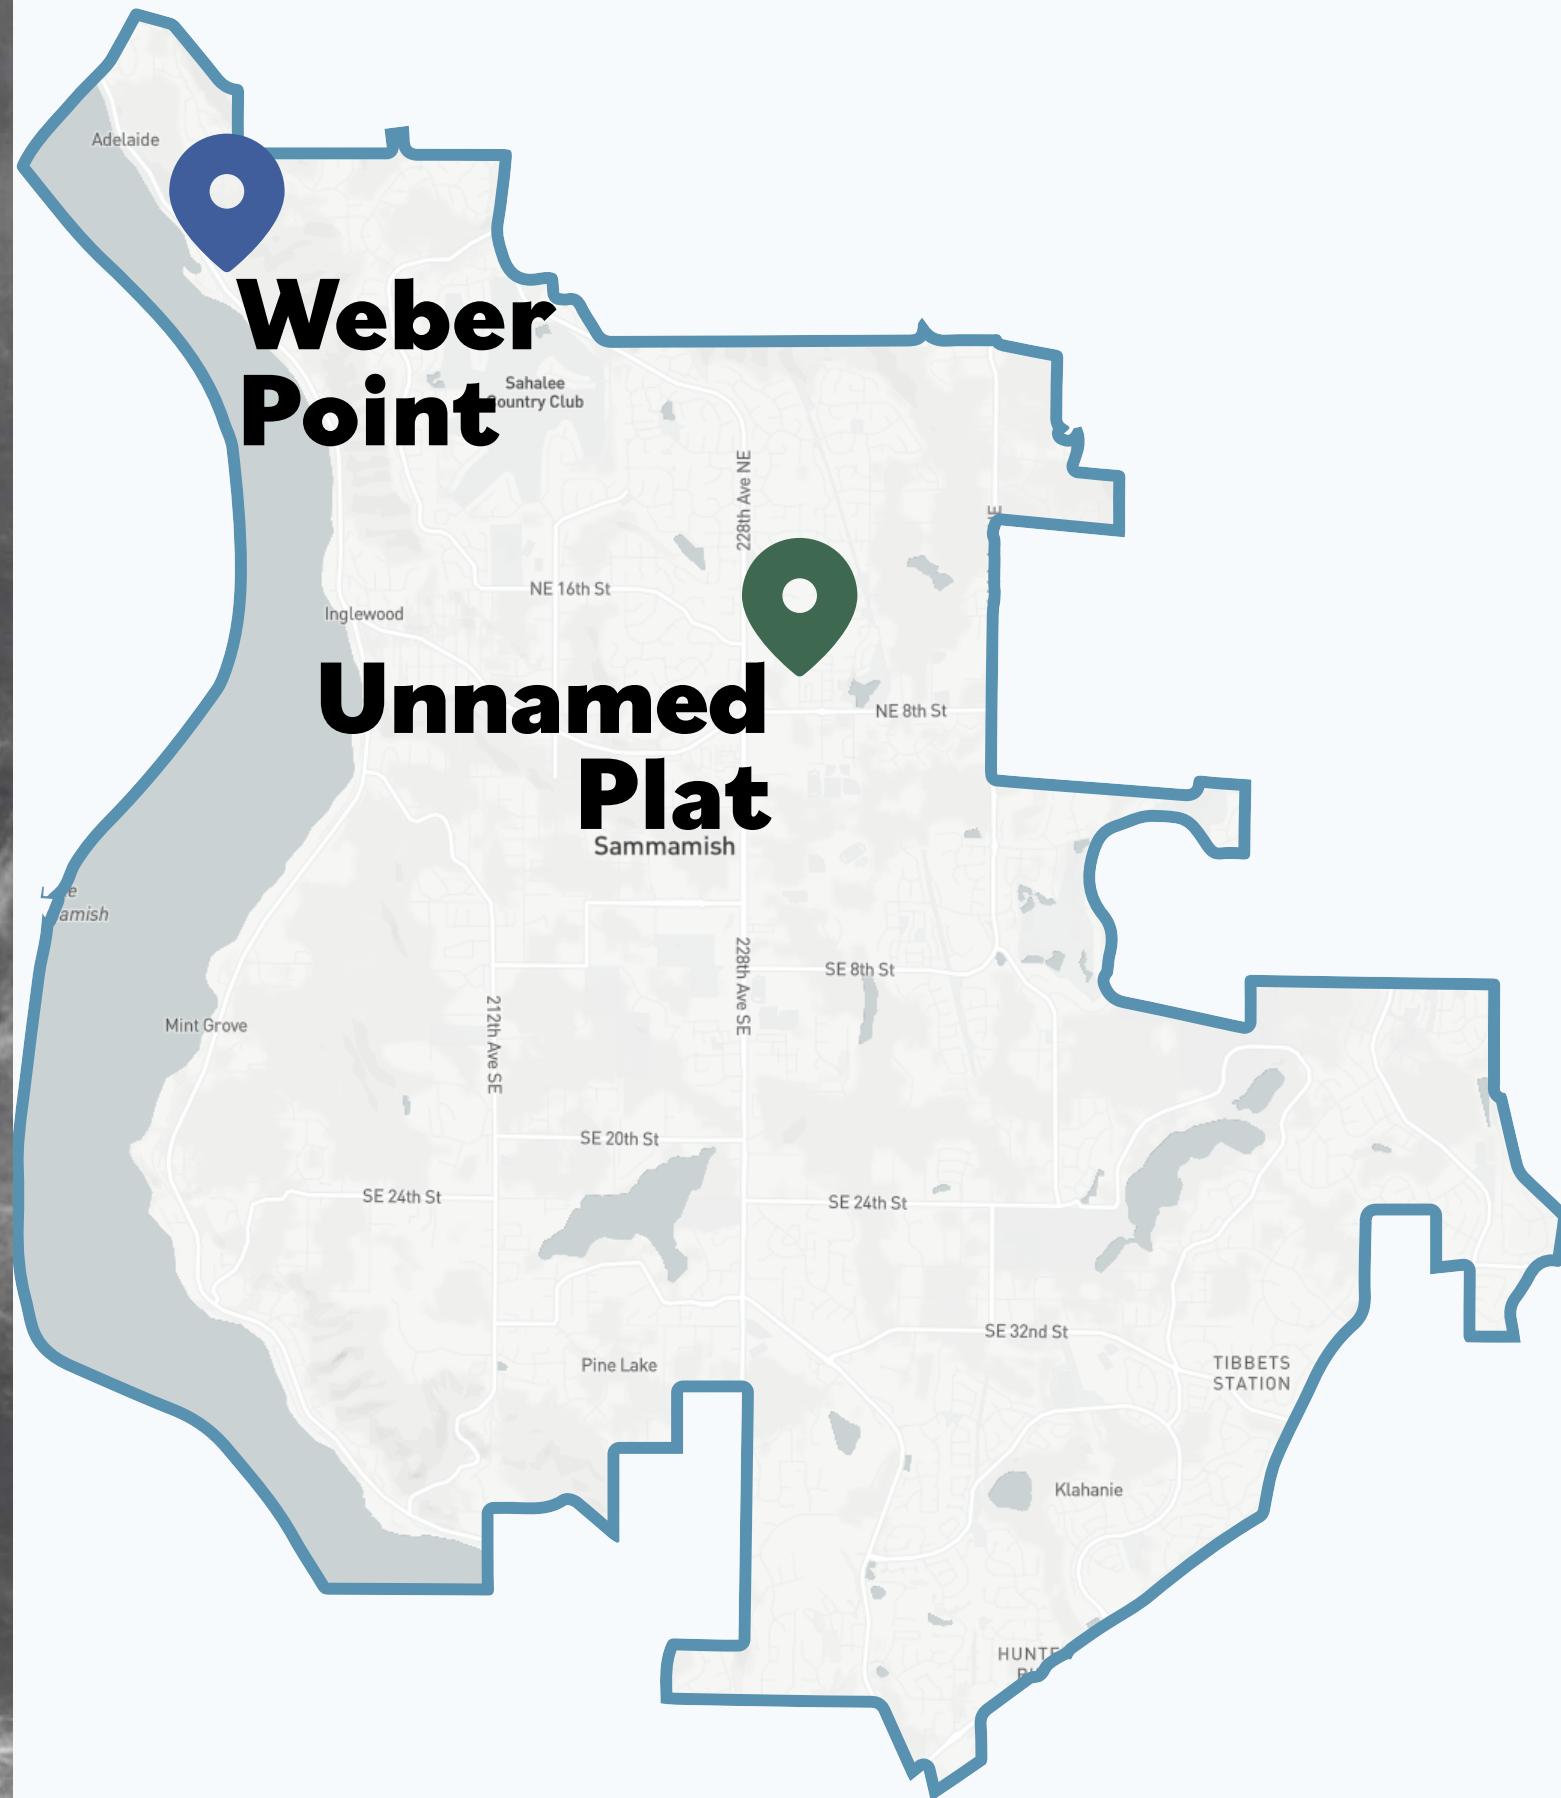 Adelaide
Weber
Point
Sahalee
Country Club
228th Ave NE
NE 16th St
Inglewood
Unnamed
Plat
NE 8th St
Sammamish
amish
228th Ave SE
SE 8th St
212th Ave SE
Mint Grove
SE 20th St
SE 24th St
SE 24th St
SE 32nd St
Pine Lake
TIBBETS
STATION
Klahanie